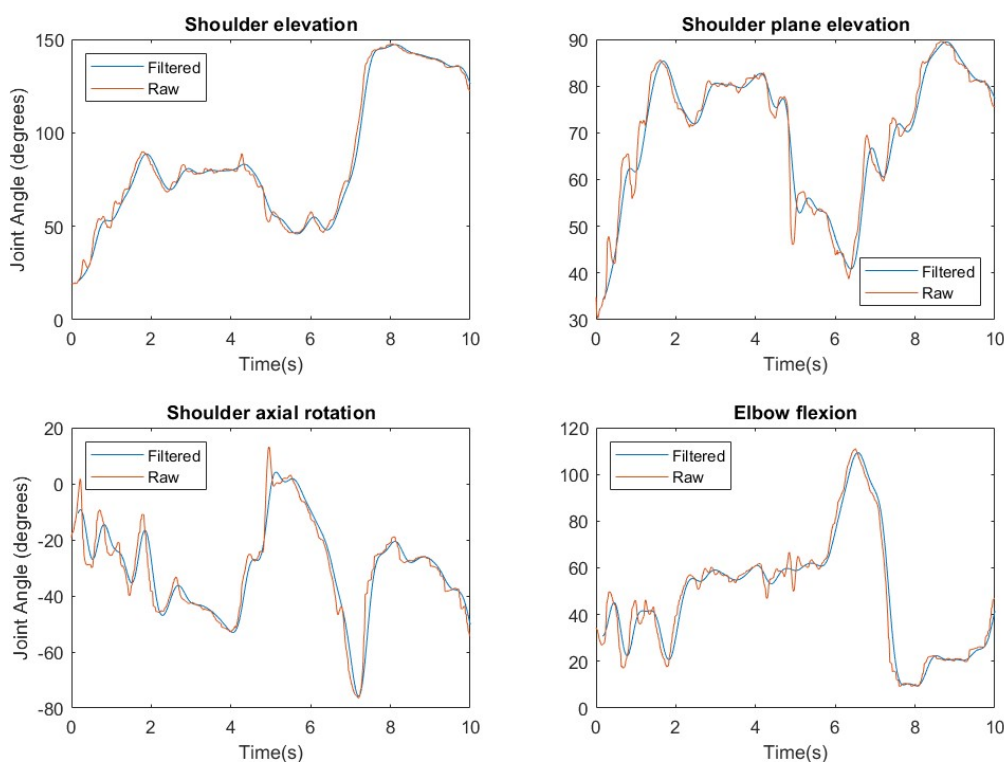 Shoulder elevation
150
100
50
0
0 2 4 6 8 10
Joint Angle (degrees)
Time(s)
Filtered
Raw
Shoulder plane elevation
90
80
70
60
50
40
30
0 2 4 6 8 10
Time(s)
Filtered
Raw
Shoulder axial rotation
20
0
-20
-40
-60
-80
0 2 4 6 8 10
Joint Angle (degrees)
Time(s)
Filtered
Raw
Elbow flexion
120
100
80
60
40
20
0
0 2 4 6 8 10
Time(s)
Filtered
Raw